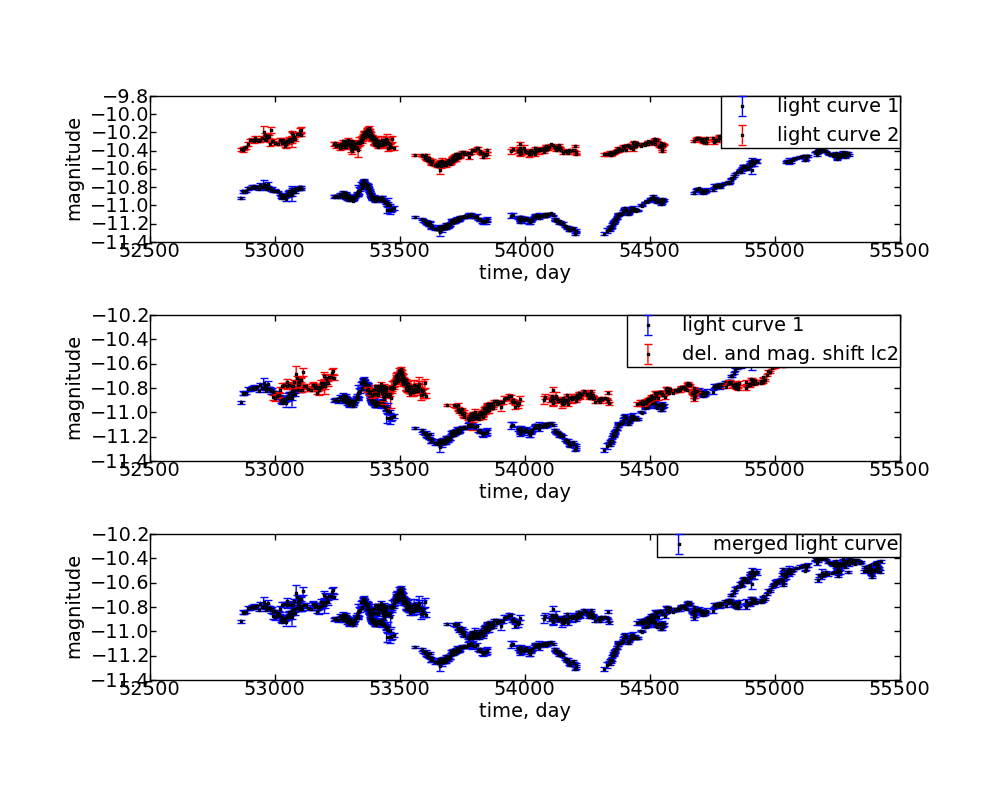 −9.8
−10.0
−10.2
−10.4
−10.6
−10.8
−11.0
−11.2
−11.4
magnitude
light curve 1
light curve 2
52500 53000 53500 54000 54500 55000 55500
time, day
−10.2
−10.4
−10.6
−10.8
−11.0
−11.2
−11.4
magnitude
light curve 1
del. and mag. shift lc2
52500 53000 53500 54000 54500 55000 55500
time, day
−10.2
−10.4
−10.6
−10.8
−11.0
−11.2
−11.4
magnitude
merged light curve
52500 53000 53500 54000 54500 55000 55500
time, day